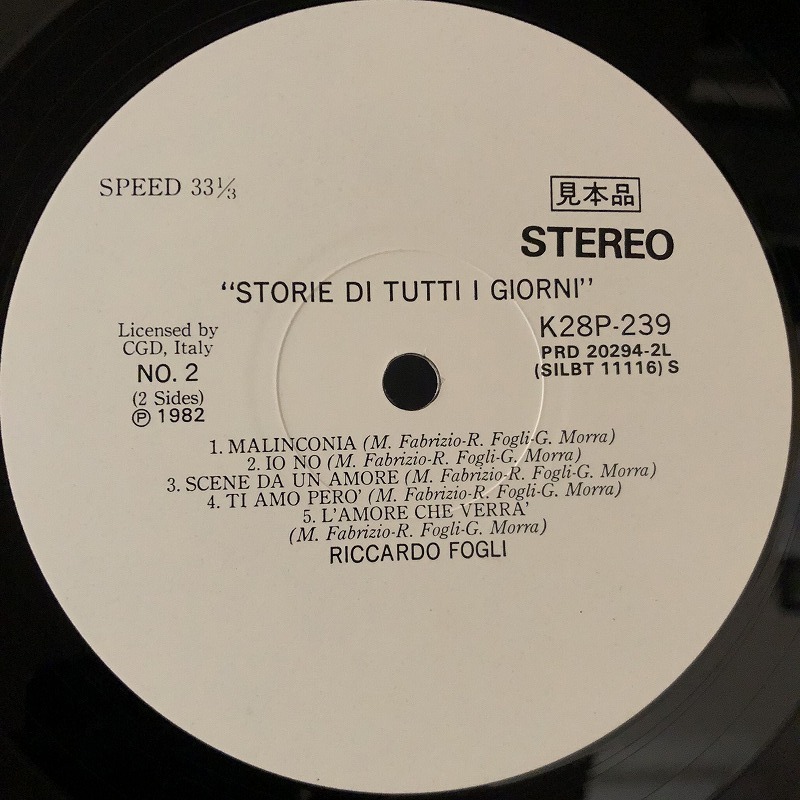 SPEED 33⅓
見本品
STEREO
"STORIE DI TUTTI I GIORNI"
Licensed by
CGD, Italy
NO. 2
(2 Sides)
Ⓟ 1982
K28P-239
PRD 20294-2L
(SILBT 11116) S
1. MALINCONIA (M. Fabrizio-R. Fogli-G. Morra)
2. IO NO (M. Fabrizio-R. Fogli-G. Morra)
3. SCENE DA UN AMORE (M. Fabrizio-R. Fogli-G. Morra)
4. TI AMO PERO' (M. Fabrizio-R. Fogli-G. Morra)
5. L'AMORE CHE VERRA'
(M. Fabrizio-R. Fogli-G. Morra)
RICCARDO FOGLI